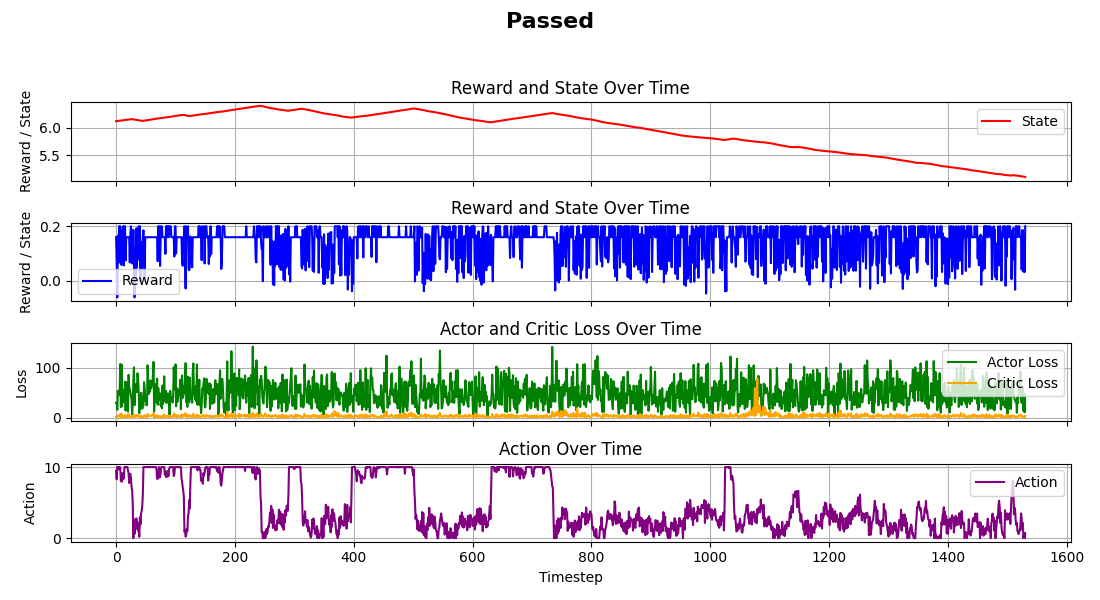 Passed
Reward and State Over Time
Reward / State
6.0
5.5
State
Reward and State Over Time
Reward / State
0.2
0.0
Reward
Actor and Critic Loss Over Time
Loss
100
0
Actor Loss
Critic Loss
Action Over Time
Action
10
0
Action
0 200 400 600 800 1000 1200 1400 1600
Timestep